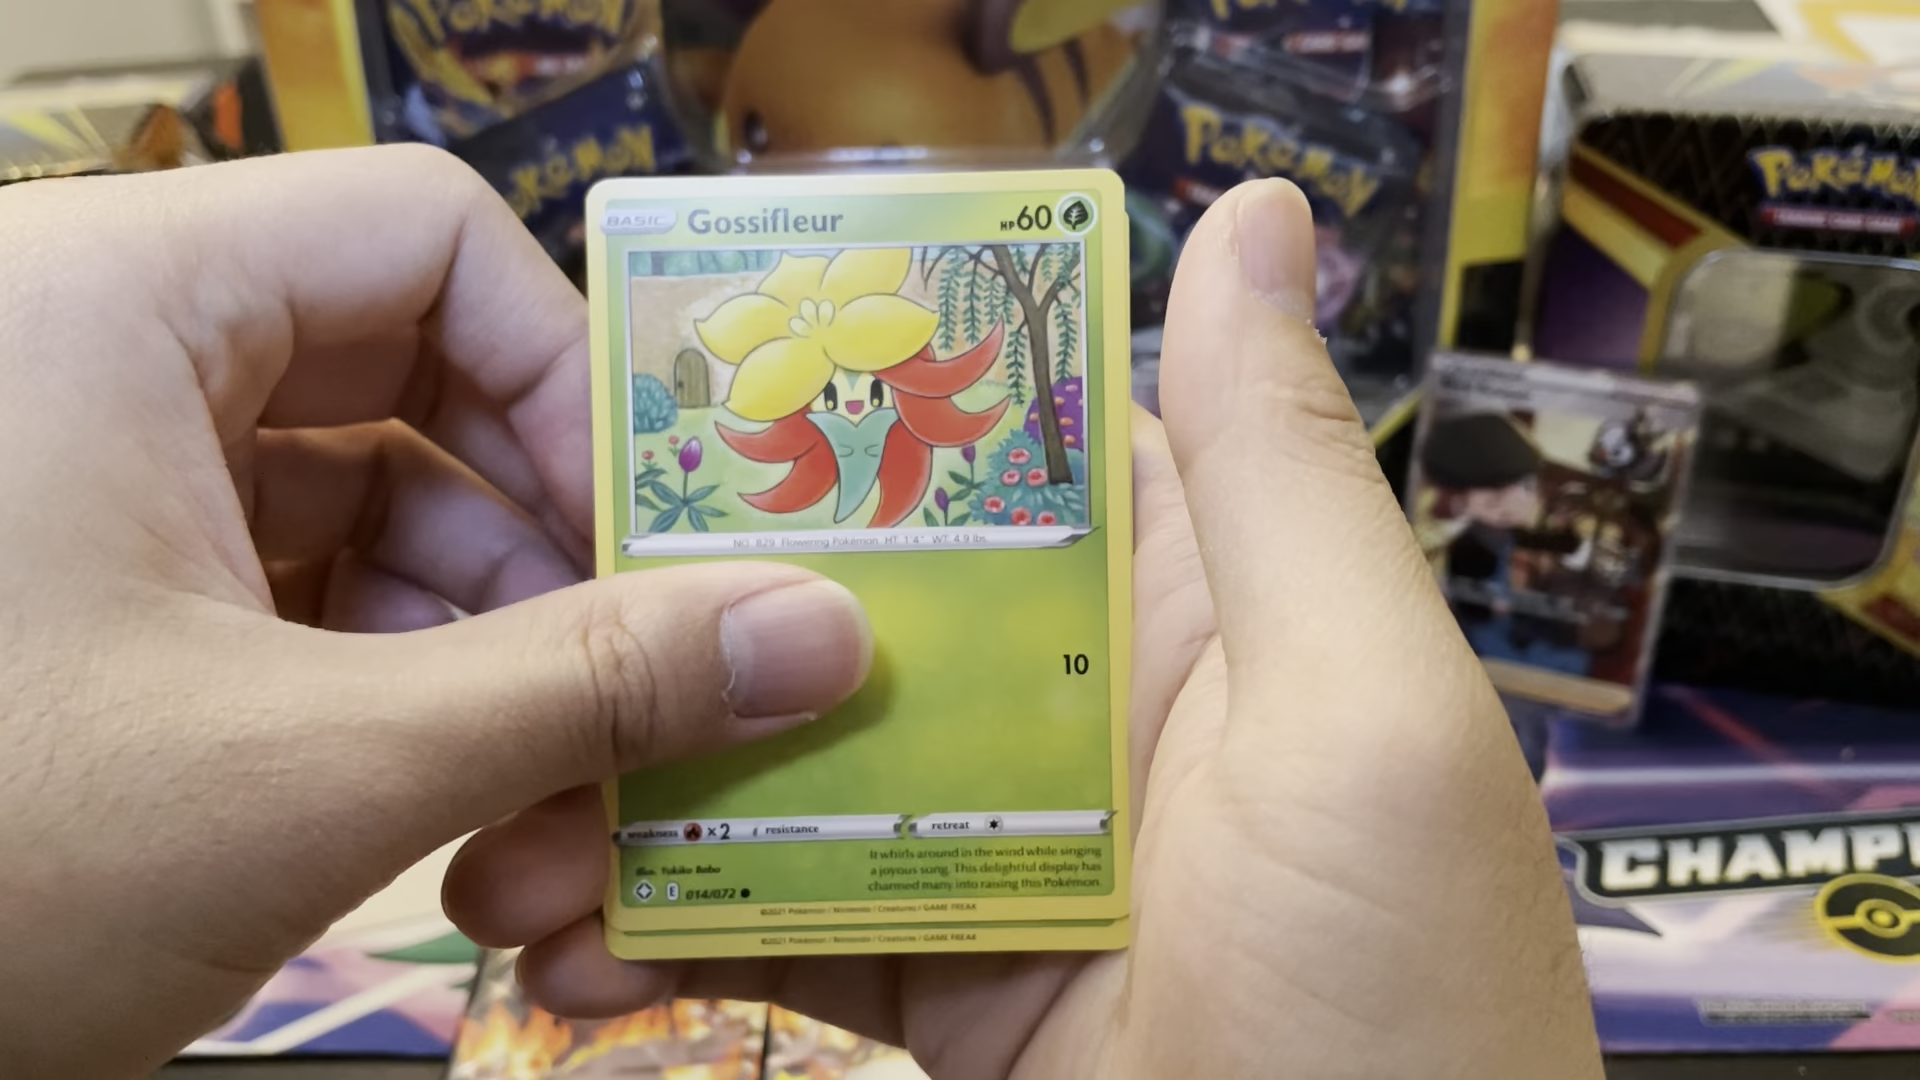 Pokémon
Pokémon
Pokémon
Pokémon
BASIC Gossifleur HP60
NO. 829 Flowering Pokémon HT: 1'4" WT: 4.9 lbs.
10
weakness ×2 resistance retreat
It whirls around in the wind while singing
a joyous song. This delightful display has
charmed many into raising this Pokémon.
Illus. Yukiko Baba
E 014/072
©2021 Pokémon / Nintendo / Creatures / GAME FREAK
©2021 Pokémon / Nintendo / Creatures / GAME FREAK
CHAMPI